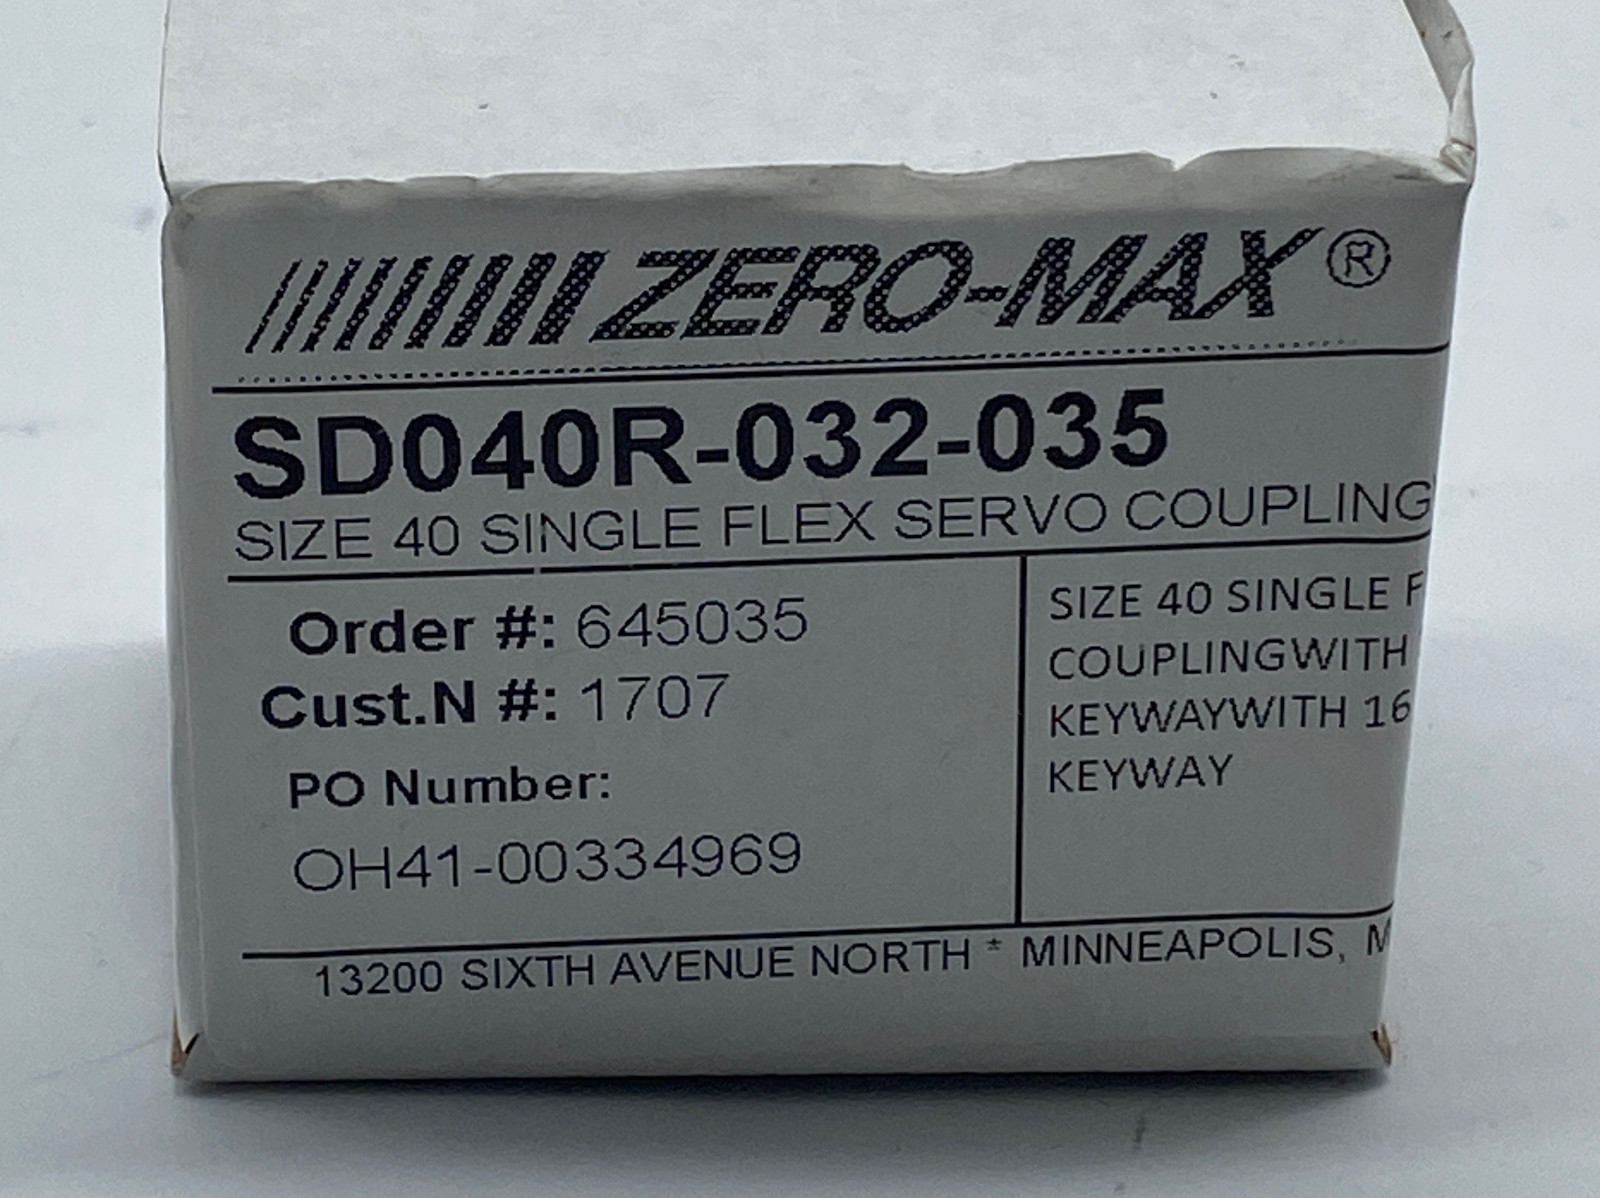 ZERO-MAX®
SD040R-032-035
SIZE 40 SINGLE FLEX SERVO COUPLING
Order #: 645035
Cust.N #: 1707
PO Number:
OH41-00334969
SIZE 40 SINGLE F
COUPLINGWITH
KEYWAYWITH 16
KEYWAY
13200 SIXTH AVENUE NORTH * MINNEAPOLIS, M